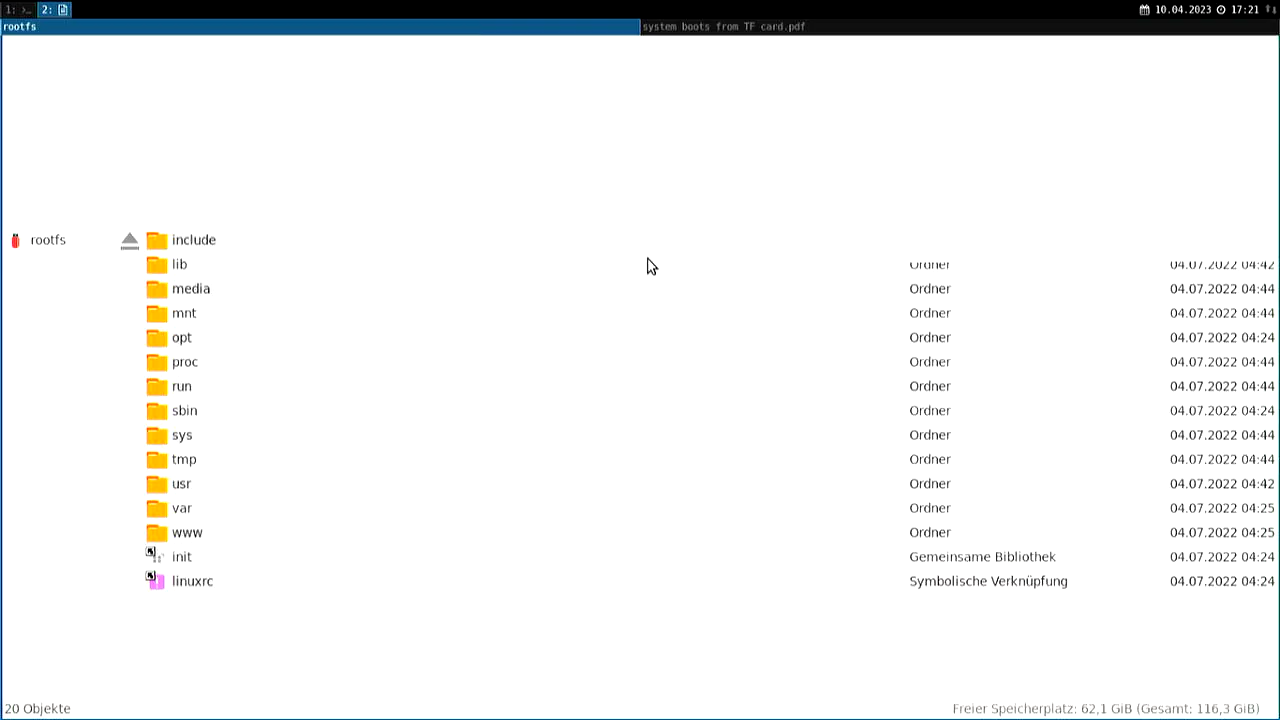 1: >_ 2: 10.04.2023 17:21
rootfs system boots from TF card.pdf
rootfs include
lib Ordner 04.07.2022 04:42
media Ordner 04.07.2022 04:44
mnt Ordner 04.07.2022 04:44
opt Ordner 04.07.2022 04:24
proc Ordner 04.07.2022 04:44
run Ordner 04.07.2022 04:44
sbin Ordner 04.07.2022 04:24
sys Ordner 04.07.2022 04:44
tmp Ordner 04.07.2022 04:44
usr Ordner 04.07.2022 04:42
var Ordner 04.07.2022 04:25
www Ordner 04.07.2022 04:25
init Gemeinsame Bibliothek 04.07.2022 04:24
linuxrc Symbolische Verknüpfung 04.07.2022 04:24
20 Objekte Freier Speicherplatz: 62,1 GiB (Gesamt: 116,3 GiB)